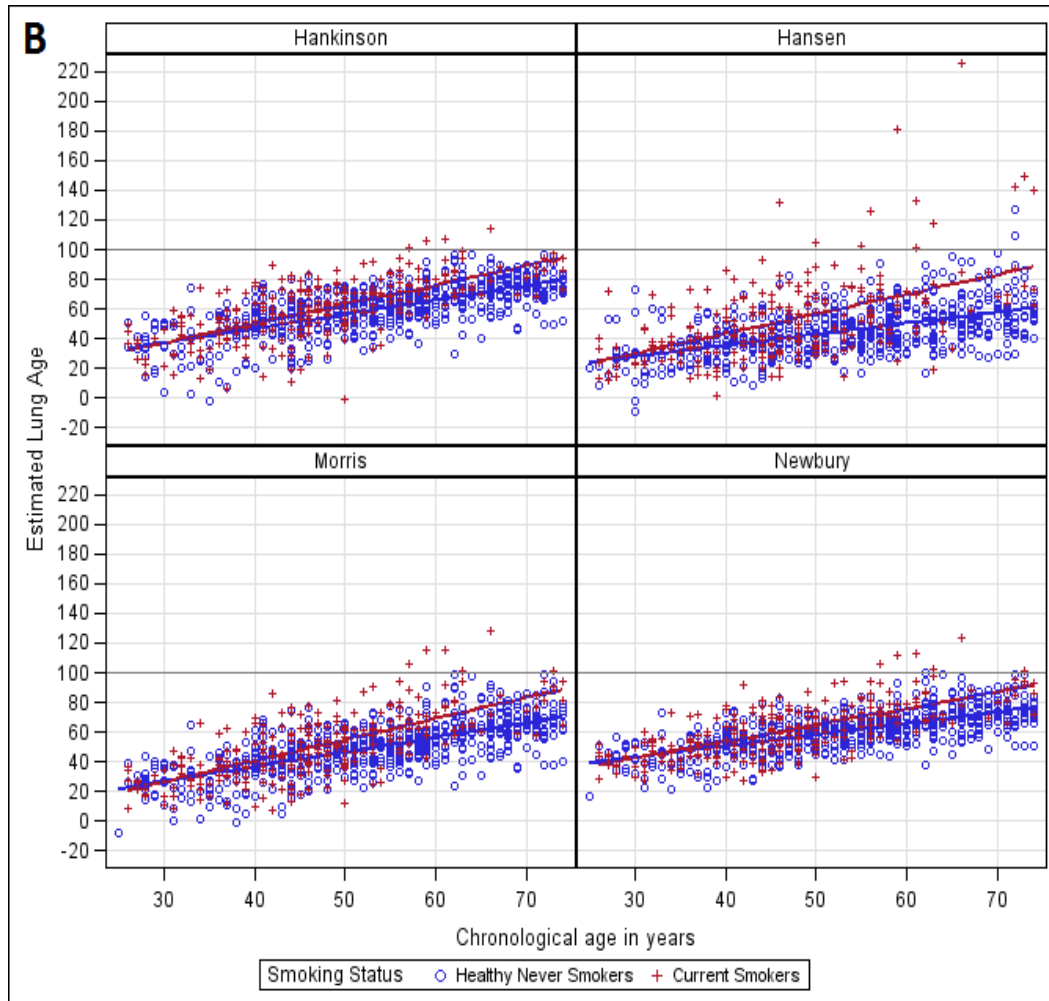 B
Hankinson
Hansen
220
200
180
160
140
120
100
80
60
40
20
0
-20
Morris
Newbury
220
200
180
160
140
120
100
80
60
40
20
0
-20
Estimated Lung Age
30 40 50 60 70 30 40 50 60 70
Chronological age in years
Smoking Status Healthy Never Smokers Current Smokers